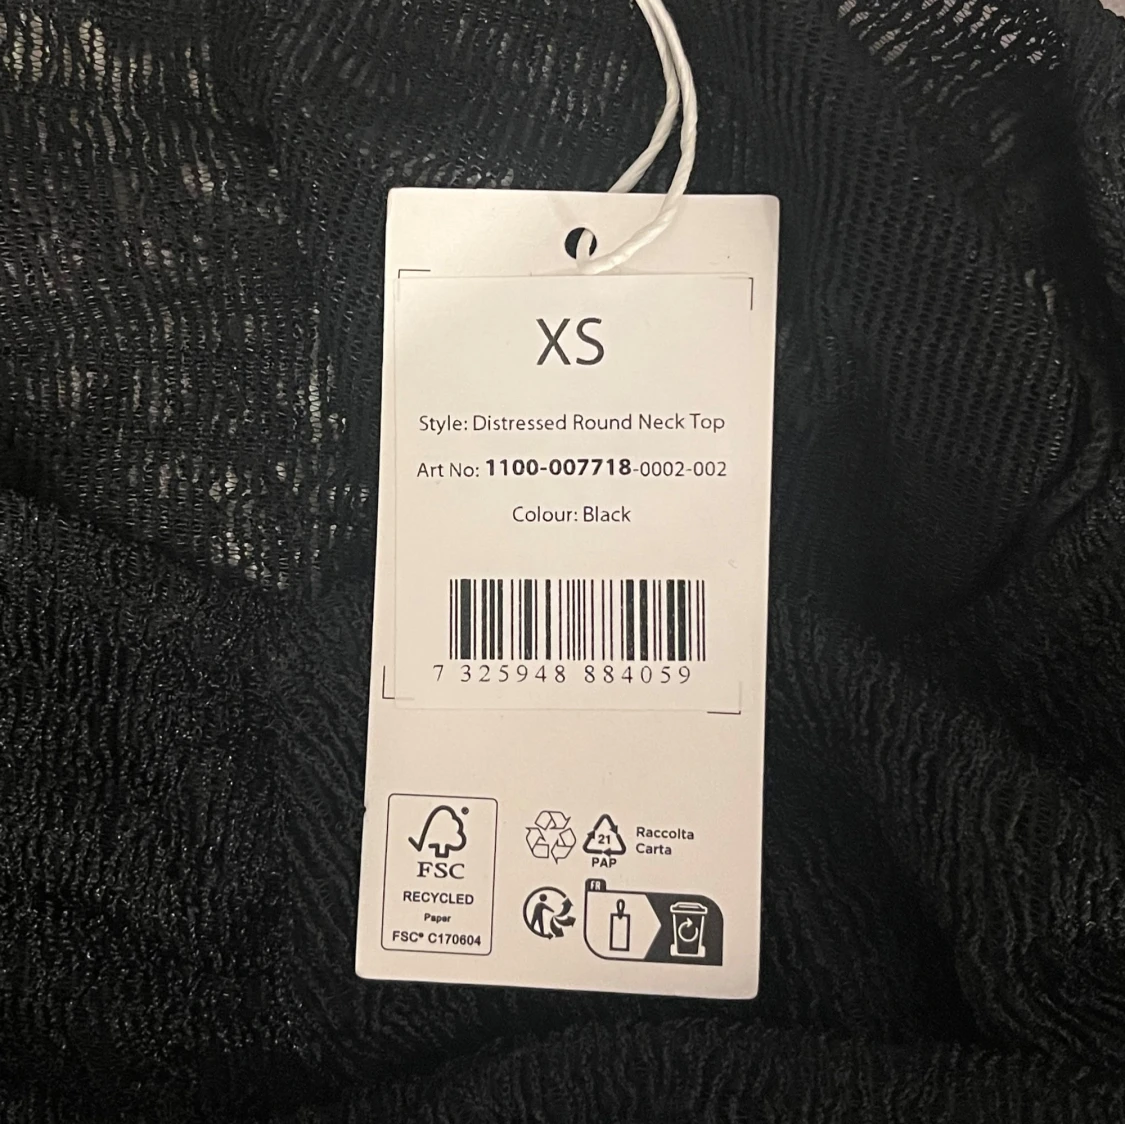 XS
Style: Distressed Round Neck Top
Art No: 1100-007718-0002-002
Colour: Black
7 325948 884059
FSC®
RECYCLED
Paper
FSC® C170604
21
PAP
Raccolta
Carta
FR